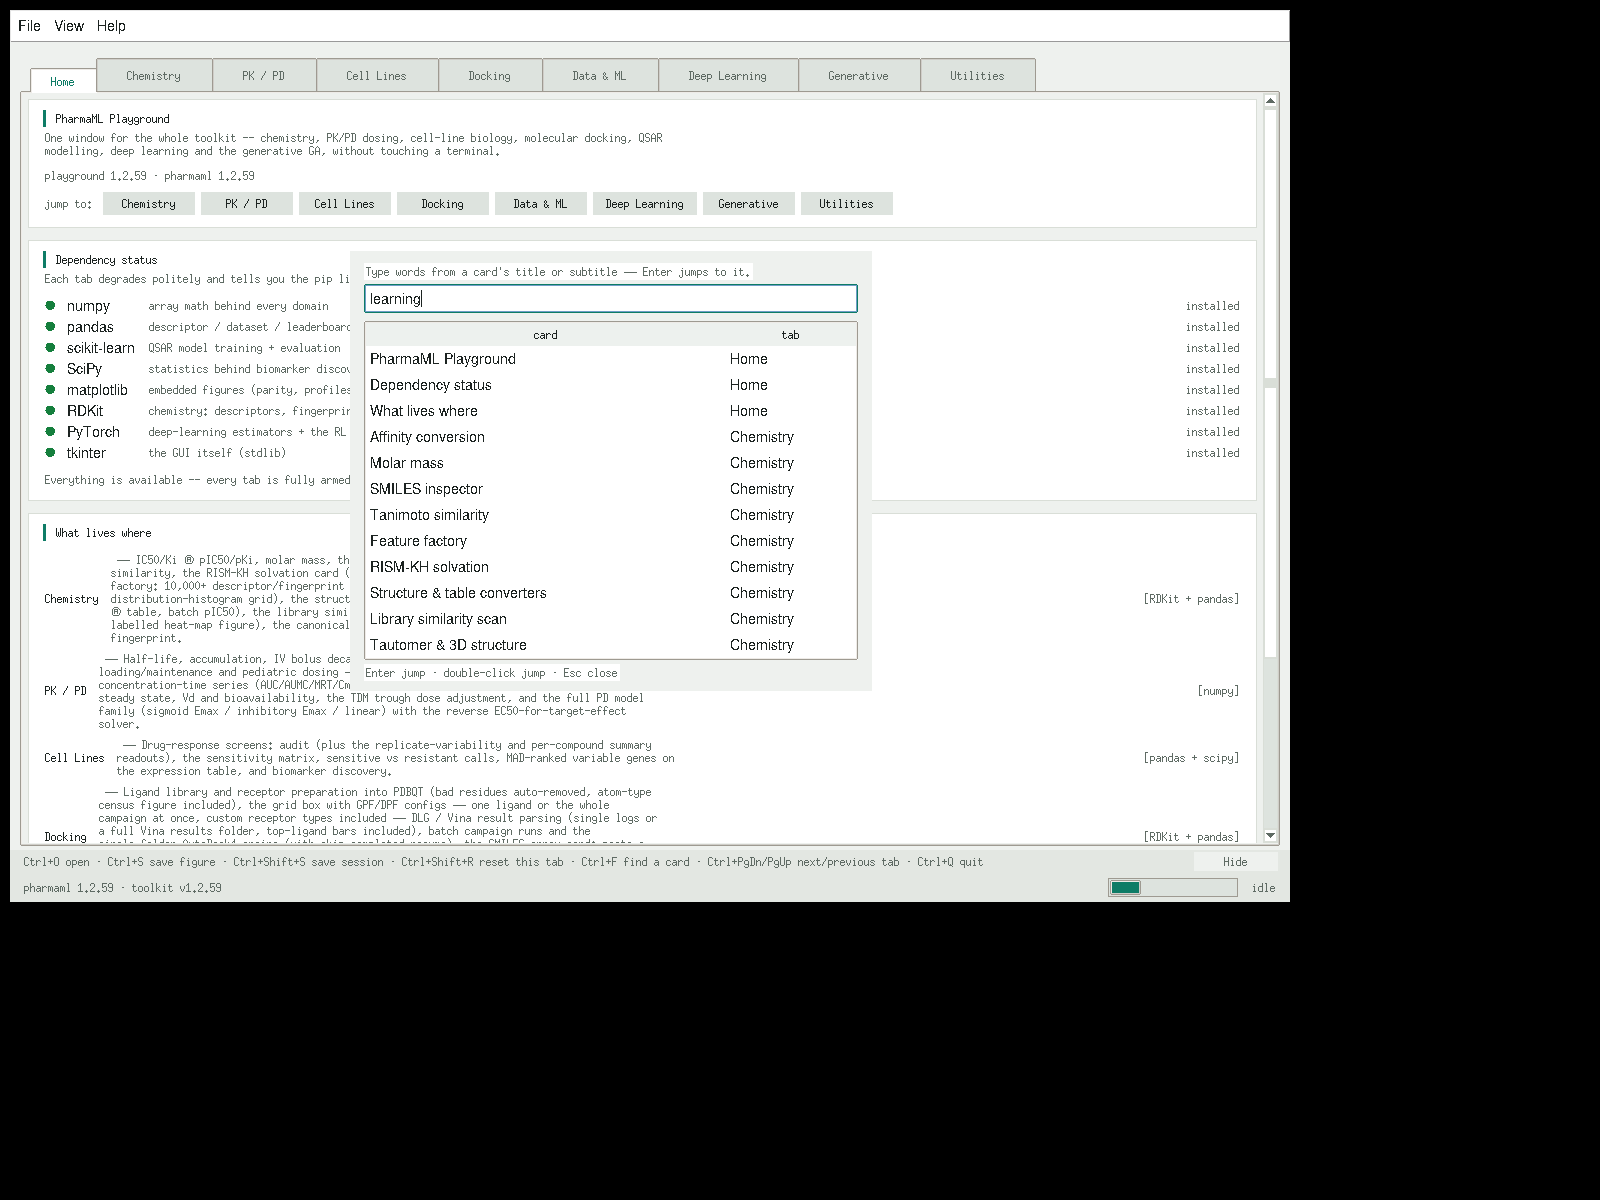 File View Help
Home Chemistry PK / PD Cell Lines Docking Data & ML Deep Learning Generative Utilities
PharmaML Playground
One window for the whole toolkit -- chemistry, PK/PD dosing, cell-line biology, molecular docking, QSAR
modelling, deep learning and the generative GA, without touching a terminal.
playground 1.2.59 · pharmaml 1.2.59
jump to: Chemistry PK / PD Cell Lines Docking Data & ML Deep Learning Generative Utilities
Dependency status
Each tab degrades politely and tells you the pip li
numpy array math behind every domain installed
pandas descriptor / dataset / leaderboard installed
scikit-learn QSAR model training + evaluation installed
SciPy statistics behind biomarker discov installed
matplotlib embedded figures (parity, profiles installed
RDKit chemistry: descriptors, fingerprin installed
PyTorch deep-learning estimators + the RL installed
tkinter the GUI itself (stdlib) installed
Everything is available -- every tab is fully armed
Type words from a card's title or subtitle — Enter jumps to it.
learning
card tab
PharmaML Playground Home
Dependency status Home
What lives where Home
Affinity conversion Chemistry
Molar mass Chemistry
SMILES inspector Chemistry
Tanimoto similarity Chemistry
Feature factory Chemistry
RISM-KH solvation Chemistry
Structure & table converters Chemistry
Library similarity scan Chemistry
Tautomer & 3D structure Chemistry
Enter jump · double-click jump · Esc close
What lives where
— IC50/Ki ® pIC50/pKi, molar mass, th
similarity, the RISM-KH solvation card (
factory: 10,000+ descriptor/fingerprint
Chemistry distribution-histogram grid), the struct [RDKit + pandas]
® table, batch pIC50), the library simi
labelled heat-map figure), the canonical
fingerprint.
— Half-life, accumulation, IV bolus deca
loading/maintenance and pediatric dosing —
PK / PD concentration-time series (AUC/AUMC/MRT/Cm [numpy]
steady state, Vd and bioavailability, the TDM trough dose adjustment, and the full PD model
family (sigmoid Emax / inhibitory Emax / linear) with the reverse EC50-for-target-effect
solver.
— Drug-response screens: audit (plus the replicate-variability and per-compound summary
Cell Lines readouts), the sensitivity matrix, sensitive vs resistant calls, MAD-ranked variable genes on [pandas + scipy]
the expression table, and biomarker discovery.
— Ligand library and receptor preparation into PDBQT (bad residues auto-removed, atom-type
census figure included), the grid box with GPF/DPF configs — one ligand or the whole
campaign at once, custom receptor types included — DLG / Vina result parsing (single logs or
Docking a full Vina results folder, top-ligand bars included), batch campaign runs and the [RDKit + pandas]
Ctrl+O open · Ctrl+S save figure · Ctrl+Shift+S save session · Ctrl+Shift+R reset this tab · Ctrl+F find a card · Ctrl+PgDn/PgUp next/previous tab · Ctrl+Q quit Hide
pharmaml 1.2.59 · toolkit v1.2.59 idle